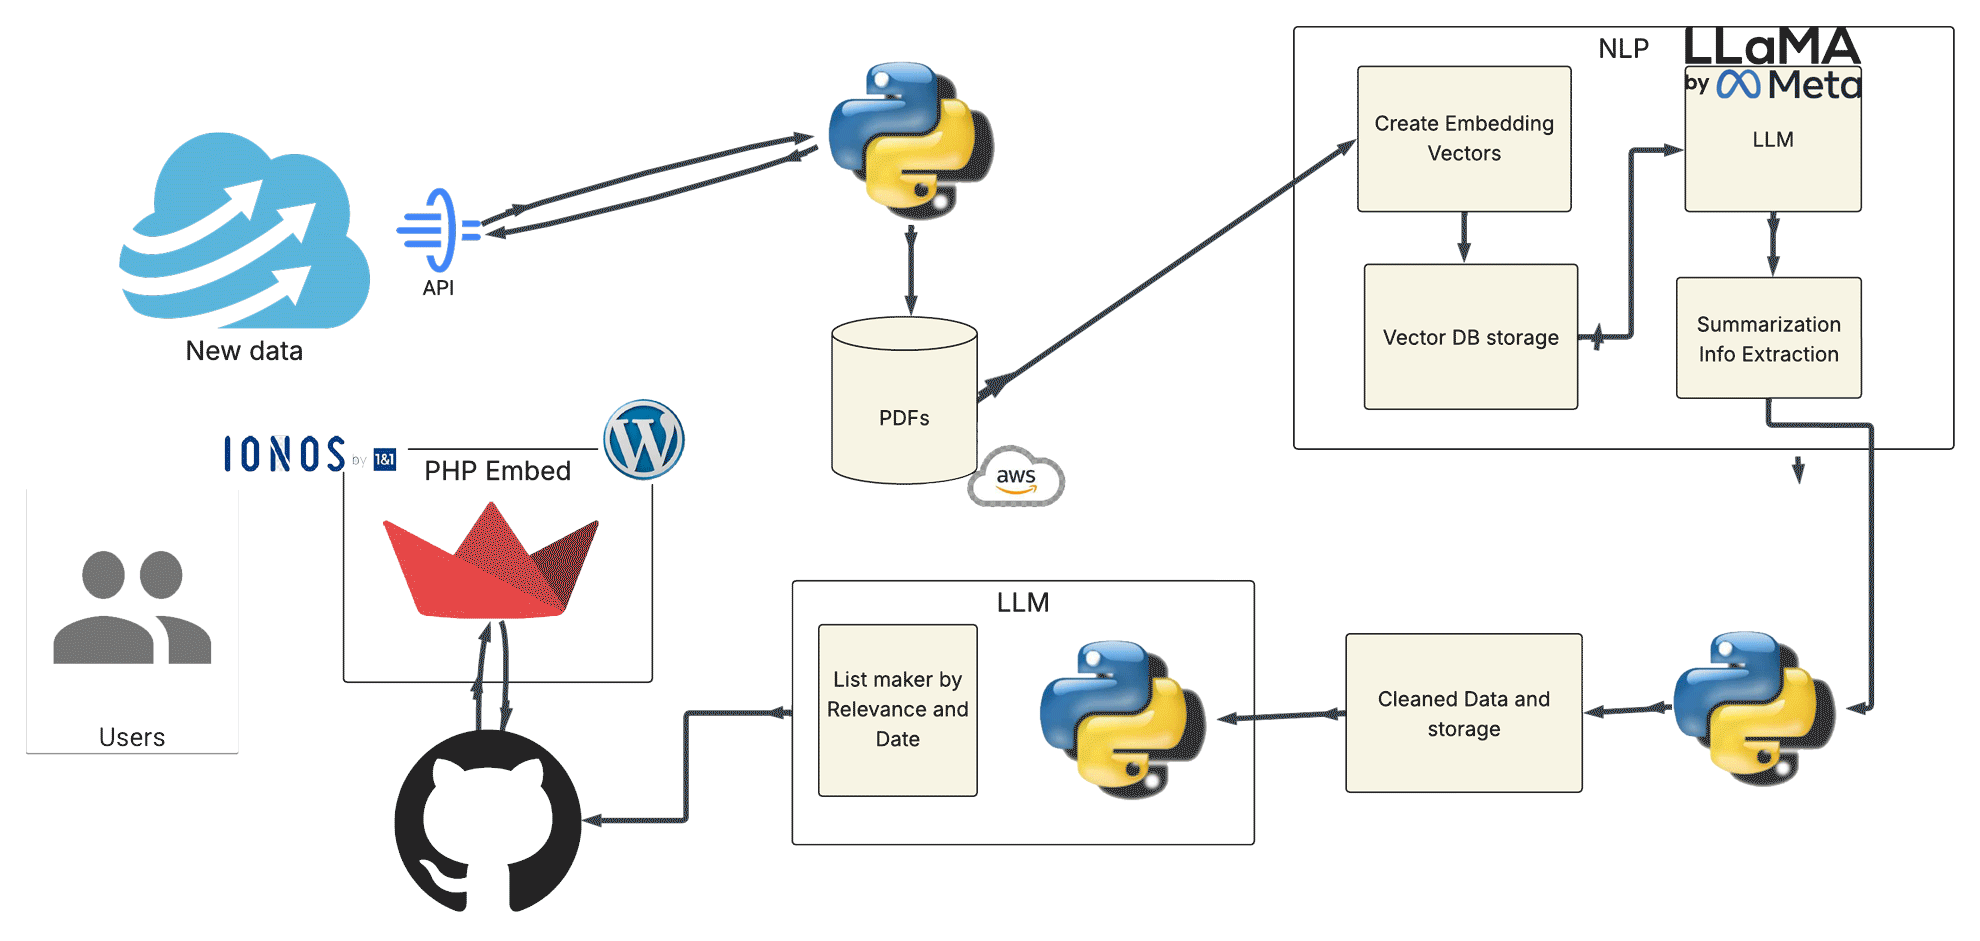 NLP
LLaMA
by Meta
Create Embedding
Vectors
LLM
API
New data
Vector DB storage
Summarization
Info Extraction
PDFs
aws
IONOS by 1&1
W
PHP Embed
Users
LLM
List maker by
Relevance and
Date
Cleaned Data and
storage